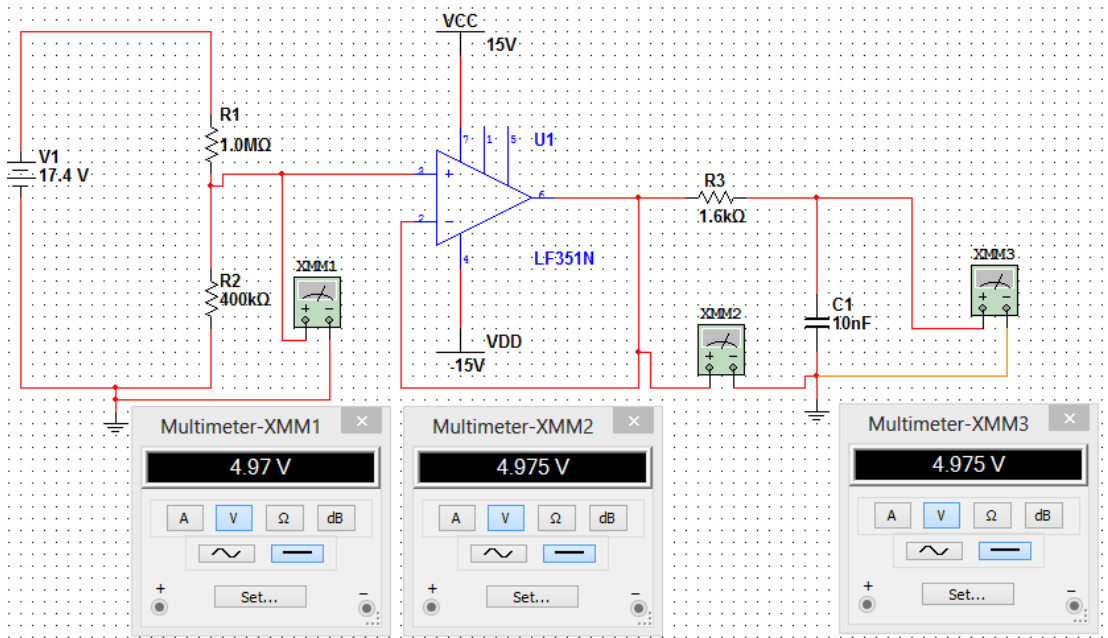 VCC
15V
R1
1.0MΩ
7
1
5
U1
V1
17.4 V
3
+
2
−
6
R3
1.6kΩ
4
LF351N
XMM1
+ −
R2
400kΩ
XMM3
+ −
C1
10nF
XMM2
+ −
VDD
-15V
Multimeter-XMM1 ×
4.97 V
A V Ω dB
+ −
Set...
Multimeter-XMM2 ×
4.975 V
A V Ω dB
+ −
Set...
Multimeter-XMM3 ×
4.975 V
A V Ω dB
+ −
Set...